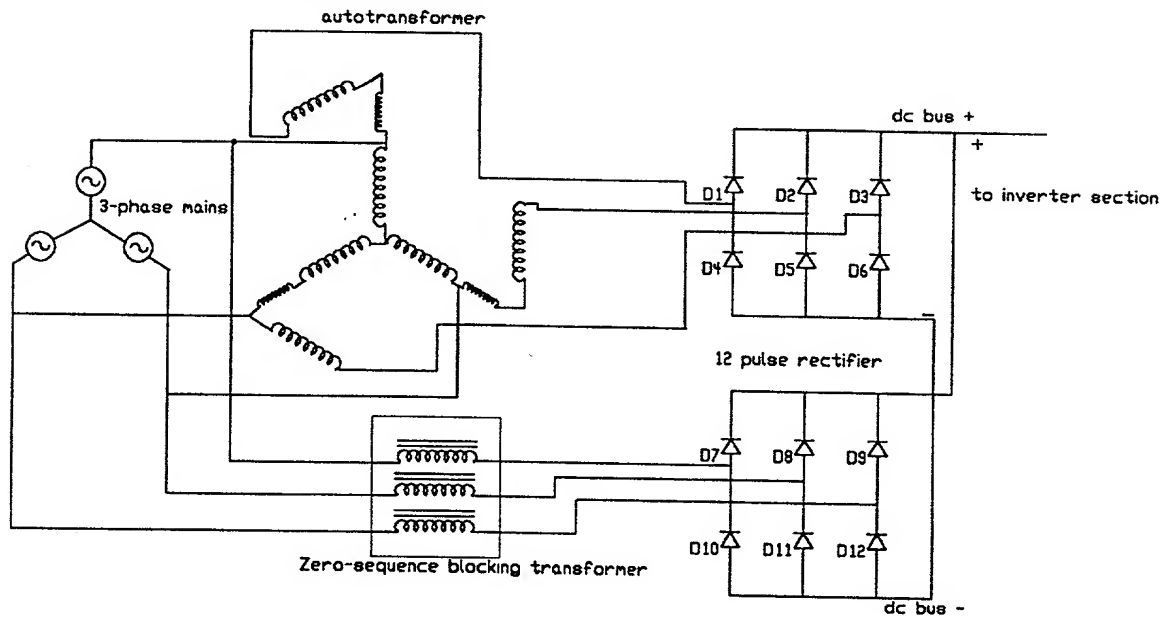 autotransformer
3-phase mains
dc bus +
+
to inverter section
D1
D2
D3
D4
D5
D6
-
12 pulse rectifier
D7
D8
D9
D10
D11
D12
Zero-sequence blocking transformer
dc bus -